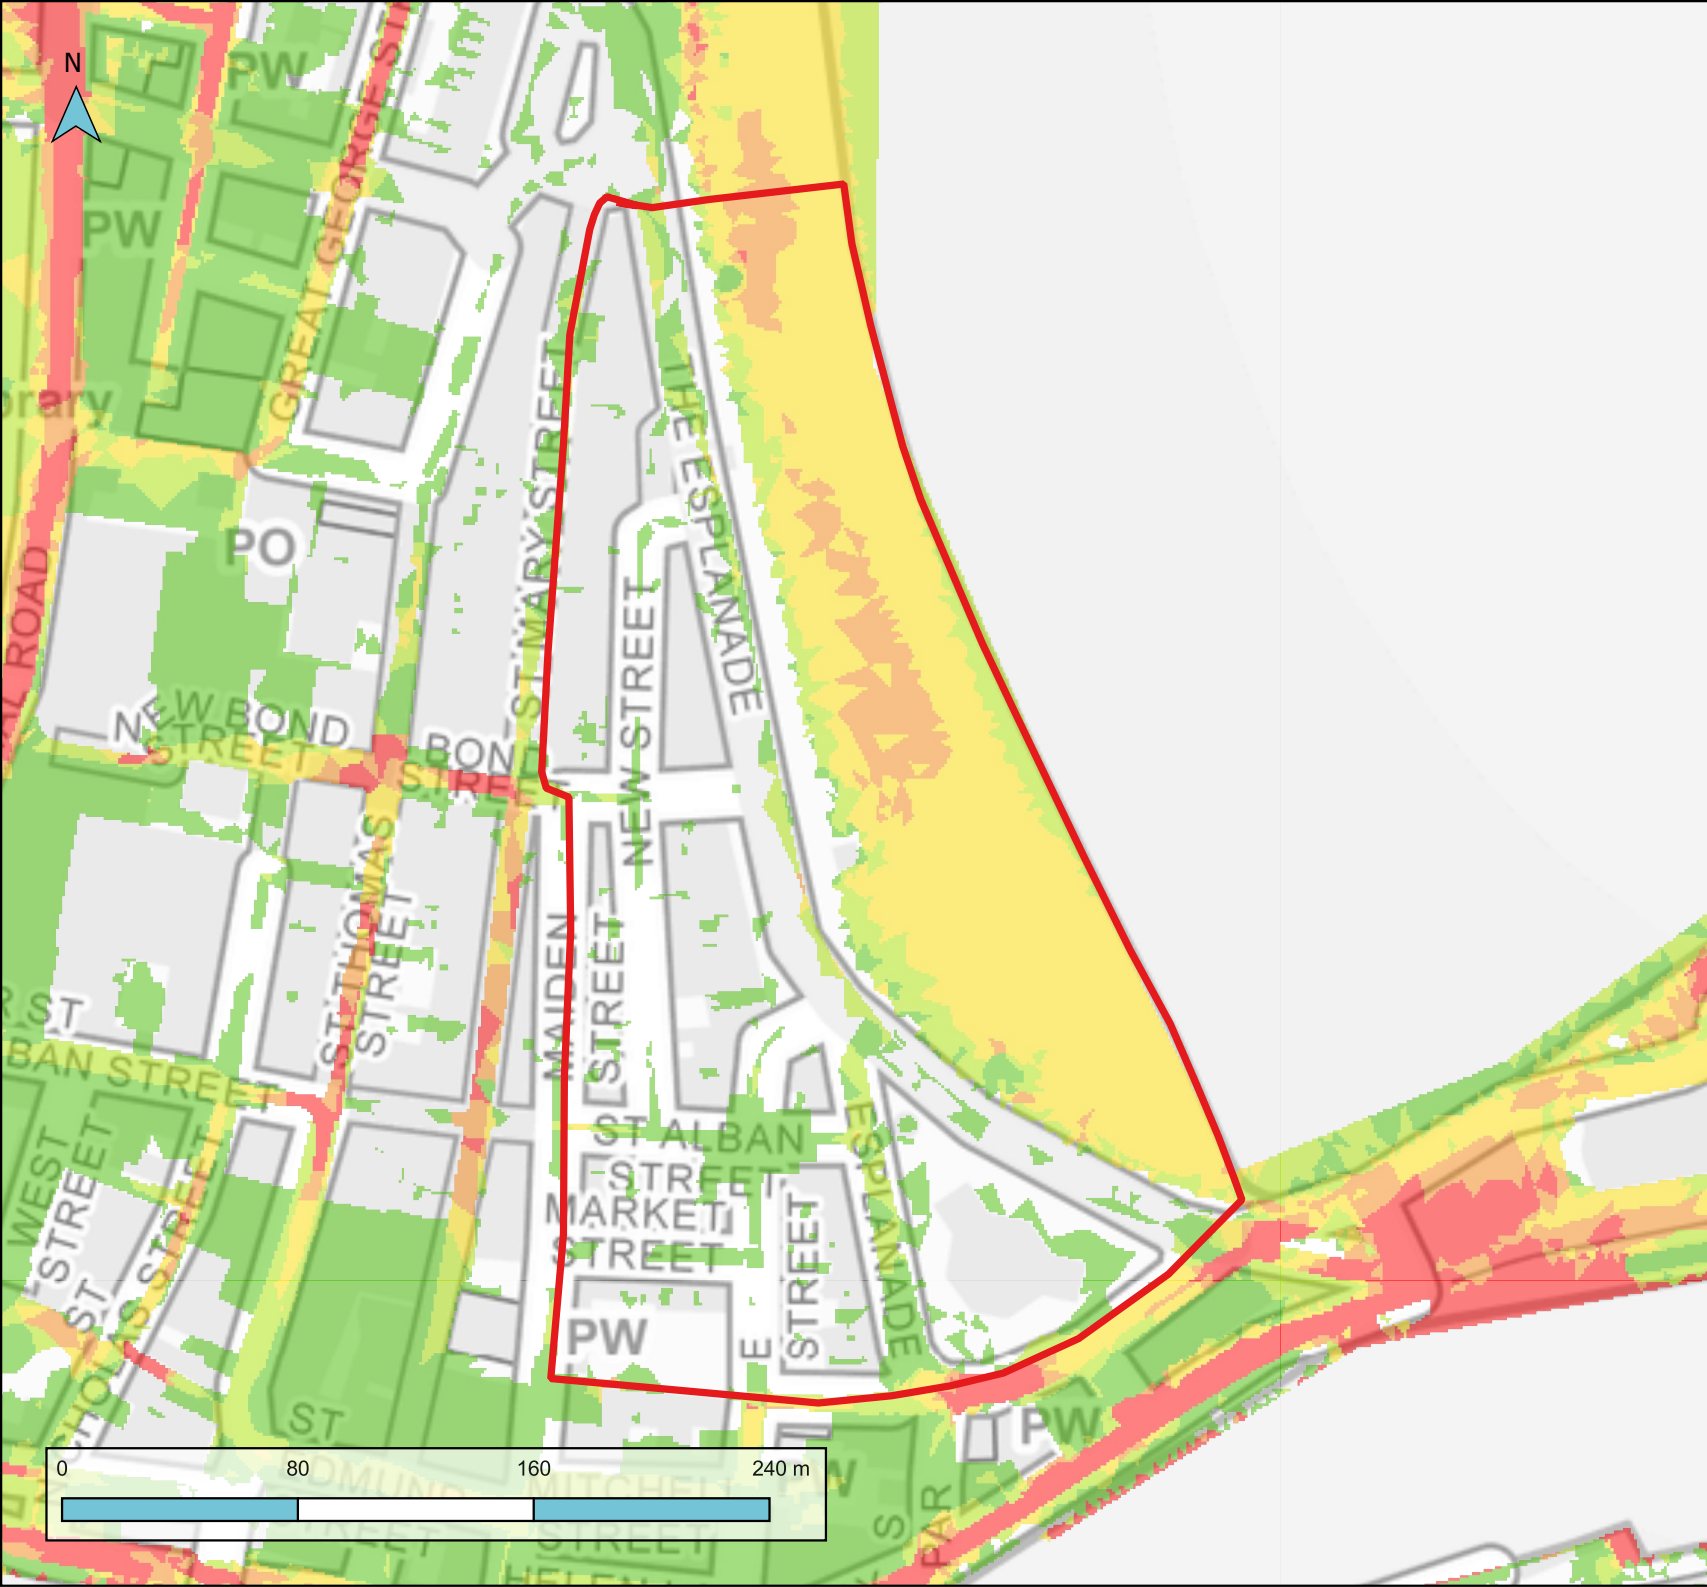 N
PW
GREAT GEORGE ST
PW
PO
THE ESPLANADE
ST MARY STREET
NEW STREET
NEW BOND
STREET
BOND
STREET
ST THOMAS
STREET
MAIDEN
STREET
ST ALBAN
STREET
MARKET
STREET
WEST
STREET
ST
STREET
ESPLANADE
PW
PW
ST
STREET
0 80 160 240 m
MITCHELL
STREET